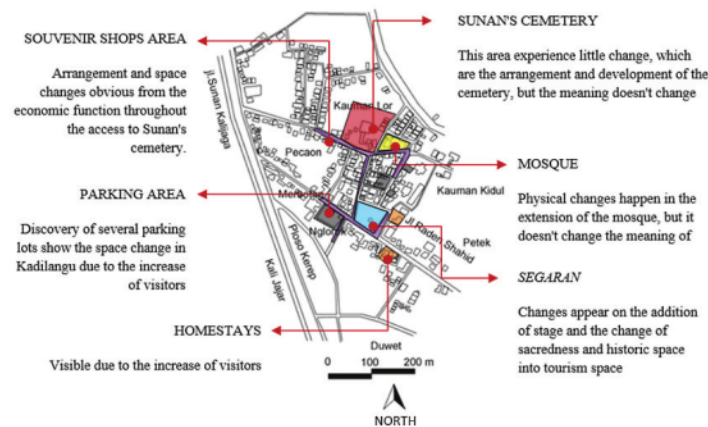 SOUVENIR SHOPS AREA
Arrangement and space
changes obvious from the
economic function throughout
the access to Sunan's
cemetery.
PARKING AREA
Discovery of several parking
lots show the space change in
Kadilangu due to the increase
of visitors
HOMESTAYS
Visible due to the increase of visitors
jl.Sunan Kalijaga
Kauman Lor
Pecaon
Kauman Kidul
Jl.Raden Shahid
Petek
Ploso Kerep
Kali Jajar
Duwet
0 100 200 m
NORTH
SUNAN'S CEMETERY
This area experience little change, which
are the arrangement and development of the
cemetery, but the meaning doesn't change
MOSQUE
Physical changes happen in the
extension of the mosque, but it
doesn't change the meaning of
SEGARAN
Changes appear on the addition
of stage and the change of
sacredness and historic space
into tourism space